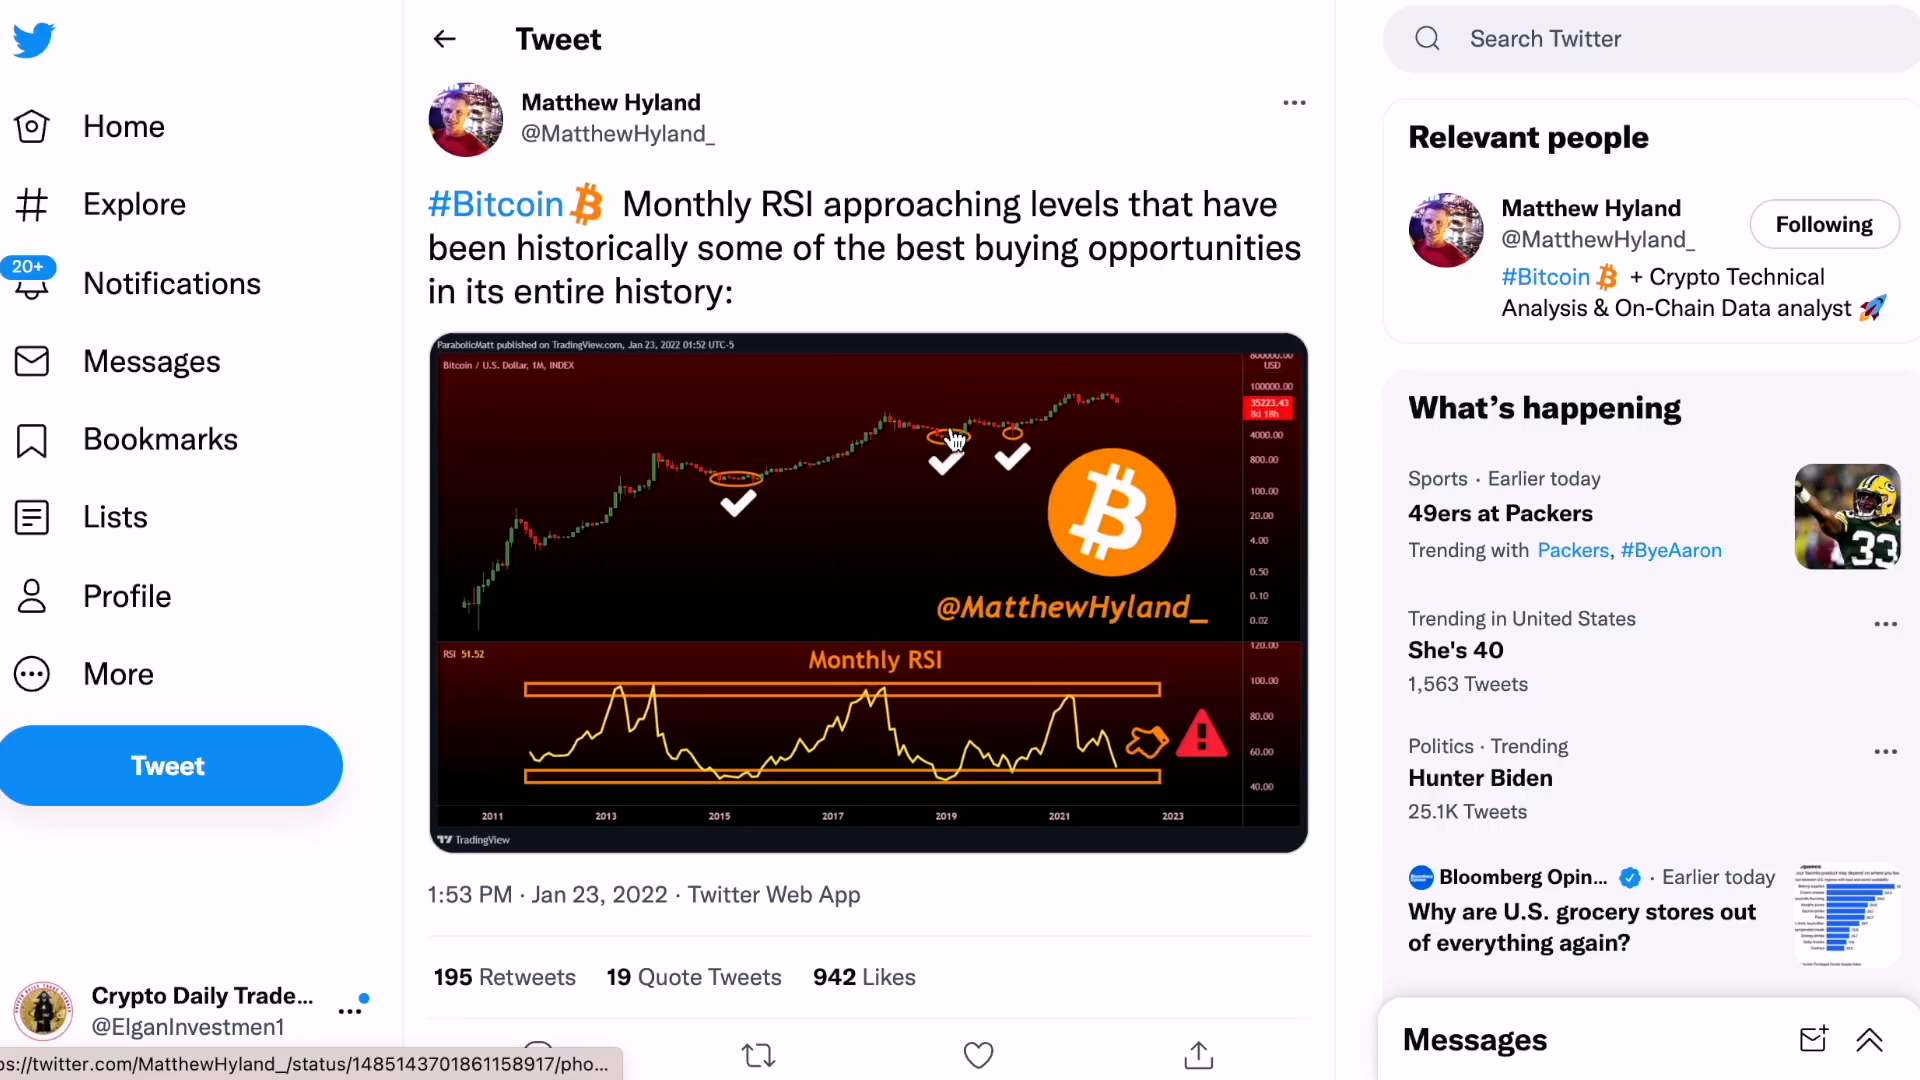 Home
Explore
20+
Notifications
Messages
Bookmarks
Lists
Profile
More
Tweet
Crypto Daily Trade...
@ElganInvestmen1
ps://twitter.com/MatthewHyland_/status/1485143701861158917/pho...
Tweet
Matthew Hyland
@MatthewHyland_
#Bitcoin Monthly RSI approaching levels that have
been historically some of the best buying opportunities
in its entire history:
ParabolicMatt published on TradingView.com, Jan 23, 2022 01:52 UTC-5
Bitcoin / U.S. Dollar, 1M, INDEX
800000.00
USD
100000.00
35223.43
8d 18h
4000.00
800.00
100.00
20.00
4.00
0.50
0.10
0.02
@MatthewHyland_
RSI 51.52
Monthly RSI
120.00
100.00
80.00
60.00
40.00
2011 2013 2015 2017 2019 2021 2023
TradingView
1:53 PM · Jan 23, 2022 · Twitter Web App
195 Retweets 19 Quote Tweets 942 Likes
Search Twitter
Relevant people
Matthew Hyland
@MatthewHyland_
Following
#Bitcoin + Crypto Technical
Analysis & On-Chain Data analyst
What's happening
Sports · Earlier today
49ers at Packers
Trending with Packers, #ByeAaron
33
Trending in United States
She's 40
1,563 Tweets
Politics · Trending
Hunter Biden
25.1K Tweets
Bloomberg Opin... · Earlier today
Why are U.S. grocery stores out
of everything again?
Messages